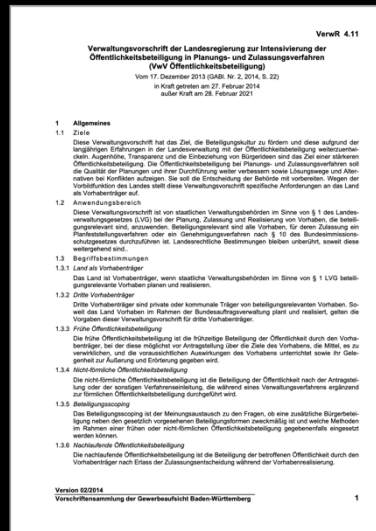 VerwR 4.11
Verwaltungsvorschrift der Landesregierung zur Intensivierung der
Öffentlichkeitsbeteiligung in Planungs- und Zulassungsverfahren
(VwV Öffentlichkeitsbeteiligung)
Vom 17. Dezember 2013 (GABl. Nr. 2, 2014, S. 22)
in Kraft getreten am 27. Februar 2014
außer Kraft am 28. Februar 2021
1 Allgemeines
1.1 Ziele
Diese Verwaltungsvorschrift hat das Ziel, die Beteiligungskultur zu fördern und diese aufgrund der
langjährigen Erfahrungen in der Landesverwaltung mit der Öffentlichkeitsbeteiligung weiterzuentwi-
ckeln. Augenhöhe, Transparenz und die Einbeziehung von Bürgerideen sind das Ziel einer stärkeren
Öffentlichkeitsbeteiligung. Die Öffentlichkeitsbeteiligung bei Planungs- und Zulassungsverfahren soll
die Qualität der Planungen und ihrer Durchführung weiter verbessern sowie Lösungswege und Alter-
nativen bei Konflikten aufzeigen. Sie soll die Entscheidung der Behörde mit vorbereiten. Wegen der
Vorbildfunktion des Landes stellt diese Verwaltungsvorschrift spezifische Anforderungen an das Land
als Vorhabenträger auf.
1.2 Anwendungsbereich
Diese Verwaltungsvorschrift ist von staatlichen Verwaltungsbehörden im Sinne von § 1 des Landes-
verwaltungsgesetzes (LVG) bei der Planung, Zulassung und Realisierung von Vorhaben, die beteili-
gungsrelevant sind, anzuwenden. Beteiligungsrelevant sind alle Vorhaben, für deren Zulassung ein
Planfeststellungsverfahren oder ein Genehmigungsverfahren nach § 10 des Bundesimmissions-
schutzgesetzes durchzuführen ist. Landesrechtliche Bestimmungen bleiben unberührt, soweit diese
weitergehend sind..
1.3 Begriffsbestimmungen
1.3.1 Land als Vorhabenträger
Das Land ist Vorhabenträger, wenn staatliche Verwaltungsbehörden im Sinne § 1 LVG beteili-
gungsrelevante Vorhaben planen und realisieren.
1.3.2 Dritte Vorhabenträger
Dritte Vorhabenträger sind private oder kommunale Träger von beteiligungsrelevanten Vorhaben. So-
weit das Land Vorhaben im Rahmen der Bundesauftragsverwaltung plant und realisiert, gelten die
Vorgaben dieser Verwaltungsvorschrift für dritte Vorhabenträger.
1.3.3 Frühe Öffentlichkeitsbeteiligung
Die frühe Öffentlichkeitsbeteiligung ist die frühzeitige Beteiligung der Öffentlichkeit durch den Vorha-
benträger, bei der diese möglichst vor Antragstellung über die Ziele des Vorhabens, die Mittel, es zu
verwirklichen, und die voraussichtlichen Auswirkungen des Vorhabens unterrichtet sowie ihr Gele-
genheit zur Äußerung und Erörterung gegeben wird.
1.3.4 Nicht-förmliche Öffentlichkeitsbeteiligung
Die nicht-förmliche Öffentlichkeitsbeteiligung ist die Beteiligung der Öffentlichkeit nach der Antragstel-
lung oder der sonstigen Verfahrenseinleitung, die während eines Verwaltungsverfahrens ergänzend
zur förmlichen Öffentlichkeitsbeteiligung durchgeführt wird.
1.3.5 Beteiligungsscoping
Das Beteiligungsscoping ist der Meinungsaustausch zu den Fragen, ob eine zusätzliche Bürgerbetei-
ligung neben den gesetzlich vorgesehenen Beteiligungsformen zweckmäßig ist und welche Methoden
im Rahmen einer frühen oder nicht-förmlichen Öffentlichkeitsbeteiligung gegebenenfalls eingesetzt
werden können.
1.3.6 Nachlaufende Öffentlichkeitsbeteiligung
Die nachlaufende Öffentlichkeitsbeteiligung ist die Beteiligung der betroffenen Öffentlichkeit durch den
Vorhabenträger nach Erlass der Zulassungsentscheidung während der Vorhabenrealisierung.
Version 02/2014
Vorschriftensammlung der Gewerbeaufsicht Baden-Württemberg 1